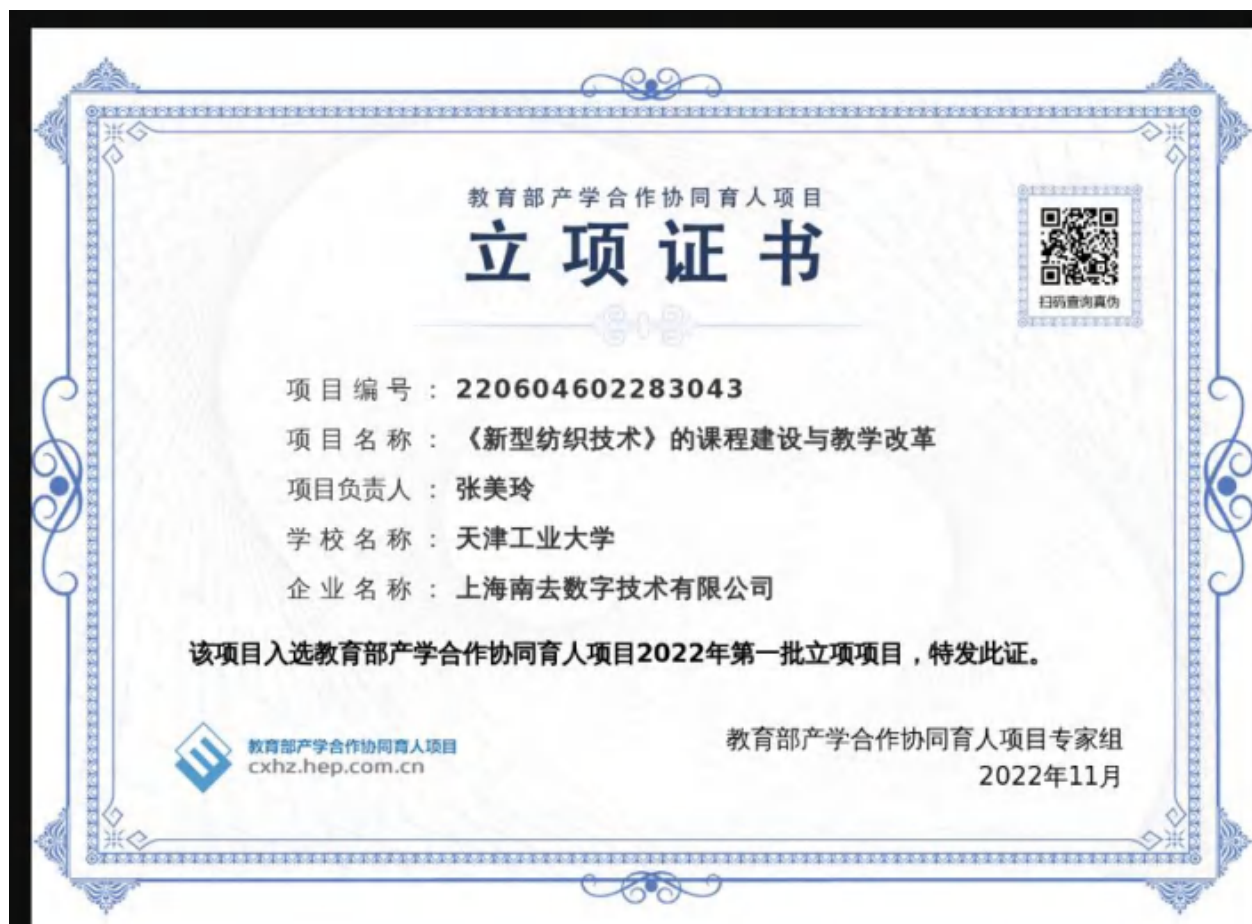 教育部产学合作协同育人项目
立项证书
扫码查询真伪
项目编号：220604602283043
项目名称：《新型纺织技术》的课程建设与教学改革
项目负责人：张美玲
学校名称：天津工业大学
企业名称：上海南去数字技术有限公司
该项目入选教育部产学合作协同育人项目2022年第一批立项项目，特发此证。
教育部产学合作协同育人项目
cxhz.hep.com.cn
教育部产学合作协同育人项目专家组
2022年11月